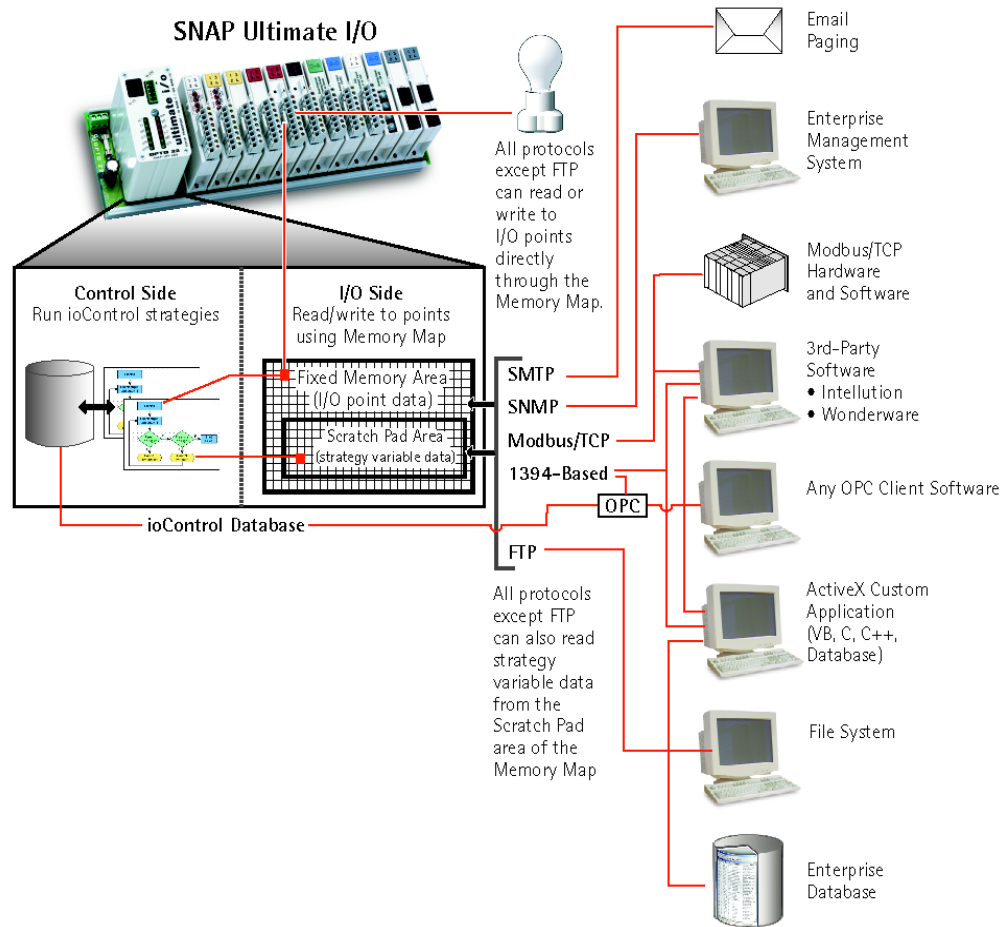 SNAP Ultimate I/O
ultimate i/o
OPTO 22
All protocols
except FTP
can read or
write to
I/O points
directly
through the
Memory Map.
Email
Paging
Enterprise
Management
System
Modbus/TCP
Hardware
and Software
3rd-Party
Software
• Intellution
• Wonderware
Any OPC Client Software
ActiveX Custom
Application
(VB, C, C++,
Database)
File System
Enterprise
Database
Control Side
Run ioControl strategies
I/O Side
Read/write to points
using Memory Map
Fixed Memory Area
(I/O point data)
Scratch Pad Area
(strategy variable data)
SMTP
SNMP
Modbus/TCP
1394-Based
OPC
ioControl Database
FTP
All protocols
except FTP
can also read
strategy
variable data
from the
Scratch Pad
area of the
Memory Map